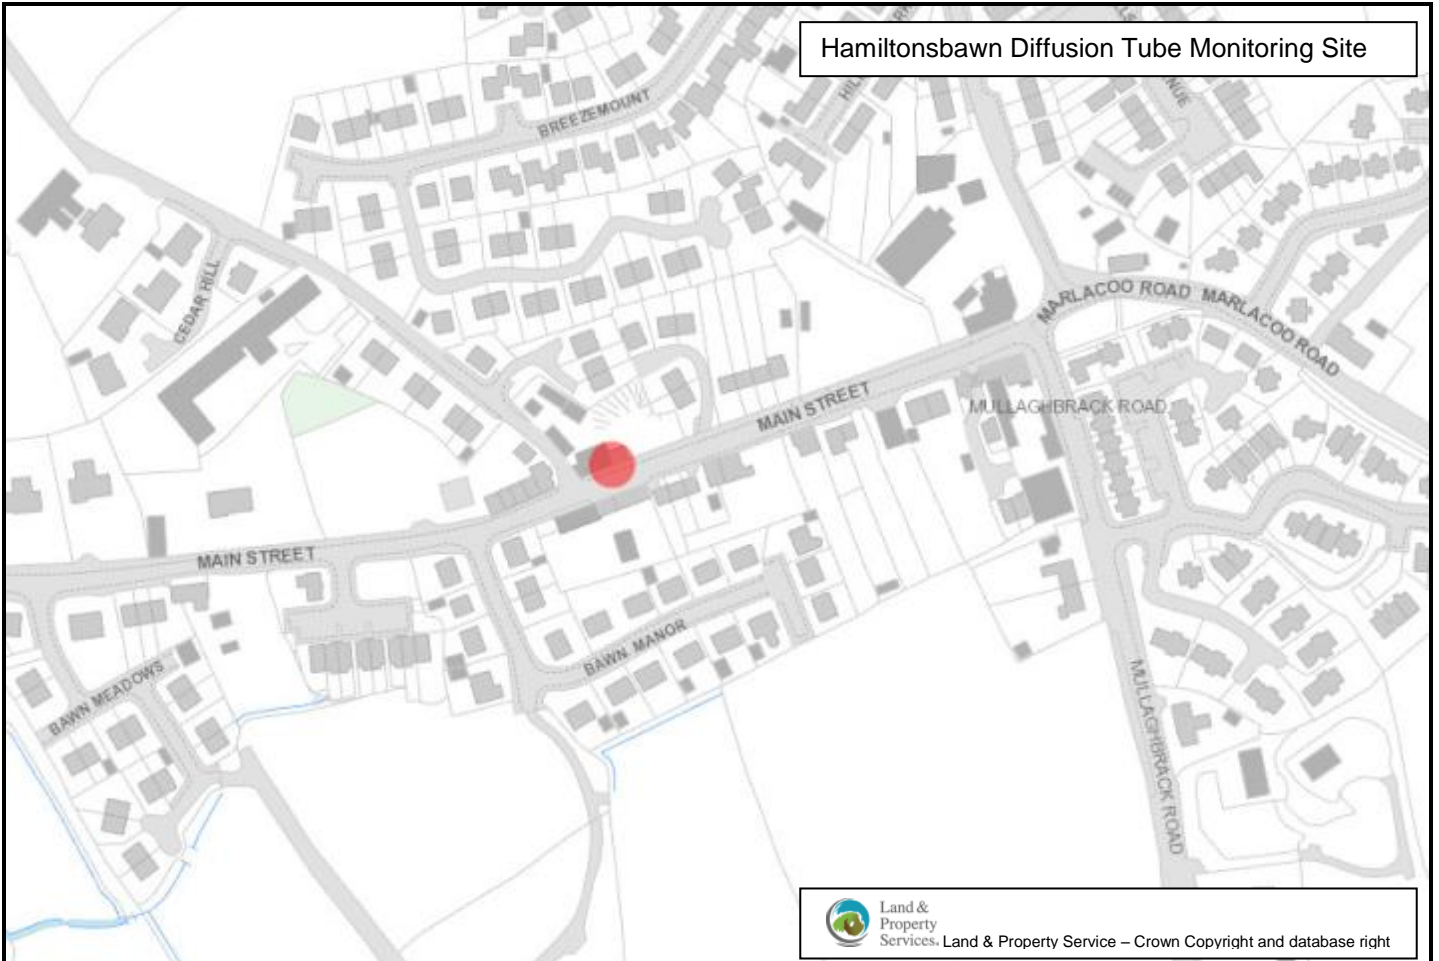 Hamiltonsbawn Diffusion Tube Monitoring Site
BREEZEMOUNT
CEDAR HILL
MARLACOO ROAD
MARLACOO ROAD
MAIN STREET
MULLAGHBRACK ROAD
MAIN STREET
BAWN MANOR
BAWN MEADOWS
MULLAGHBRACK ROAD
Land &
Property
Services.
Land & Property Service – Crown Copyright and database right